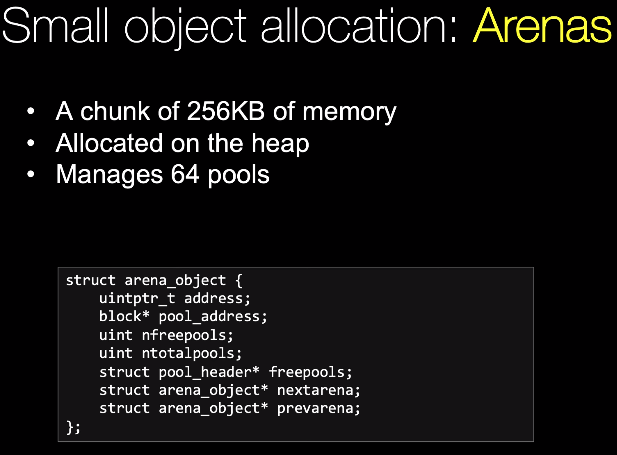 Small object allocation: Arenas
• A chunk of 256KB of memory
• Allocated on the heap
• Manages 64 pools
struct arena_object {
    uintptr_t address;
    block* pool_address;
    uint nfreepools;
    uint ntotalpools;
    struct pool_header* freepools;
    struct arena_object* nextarena;
    struct arena_object* prevarena;
};